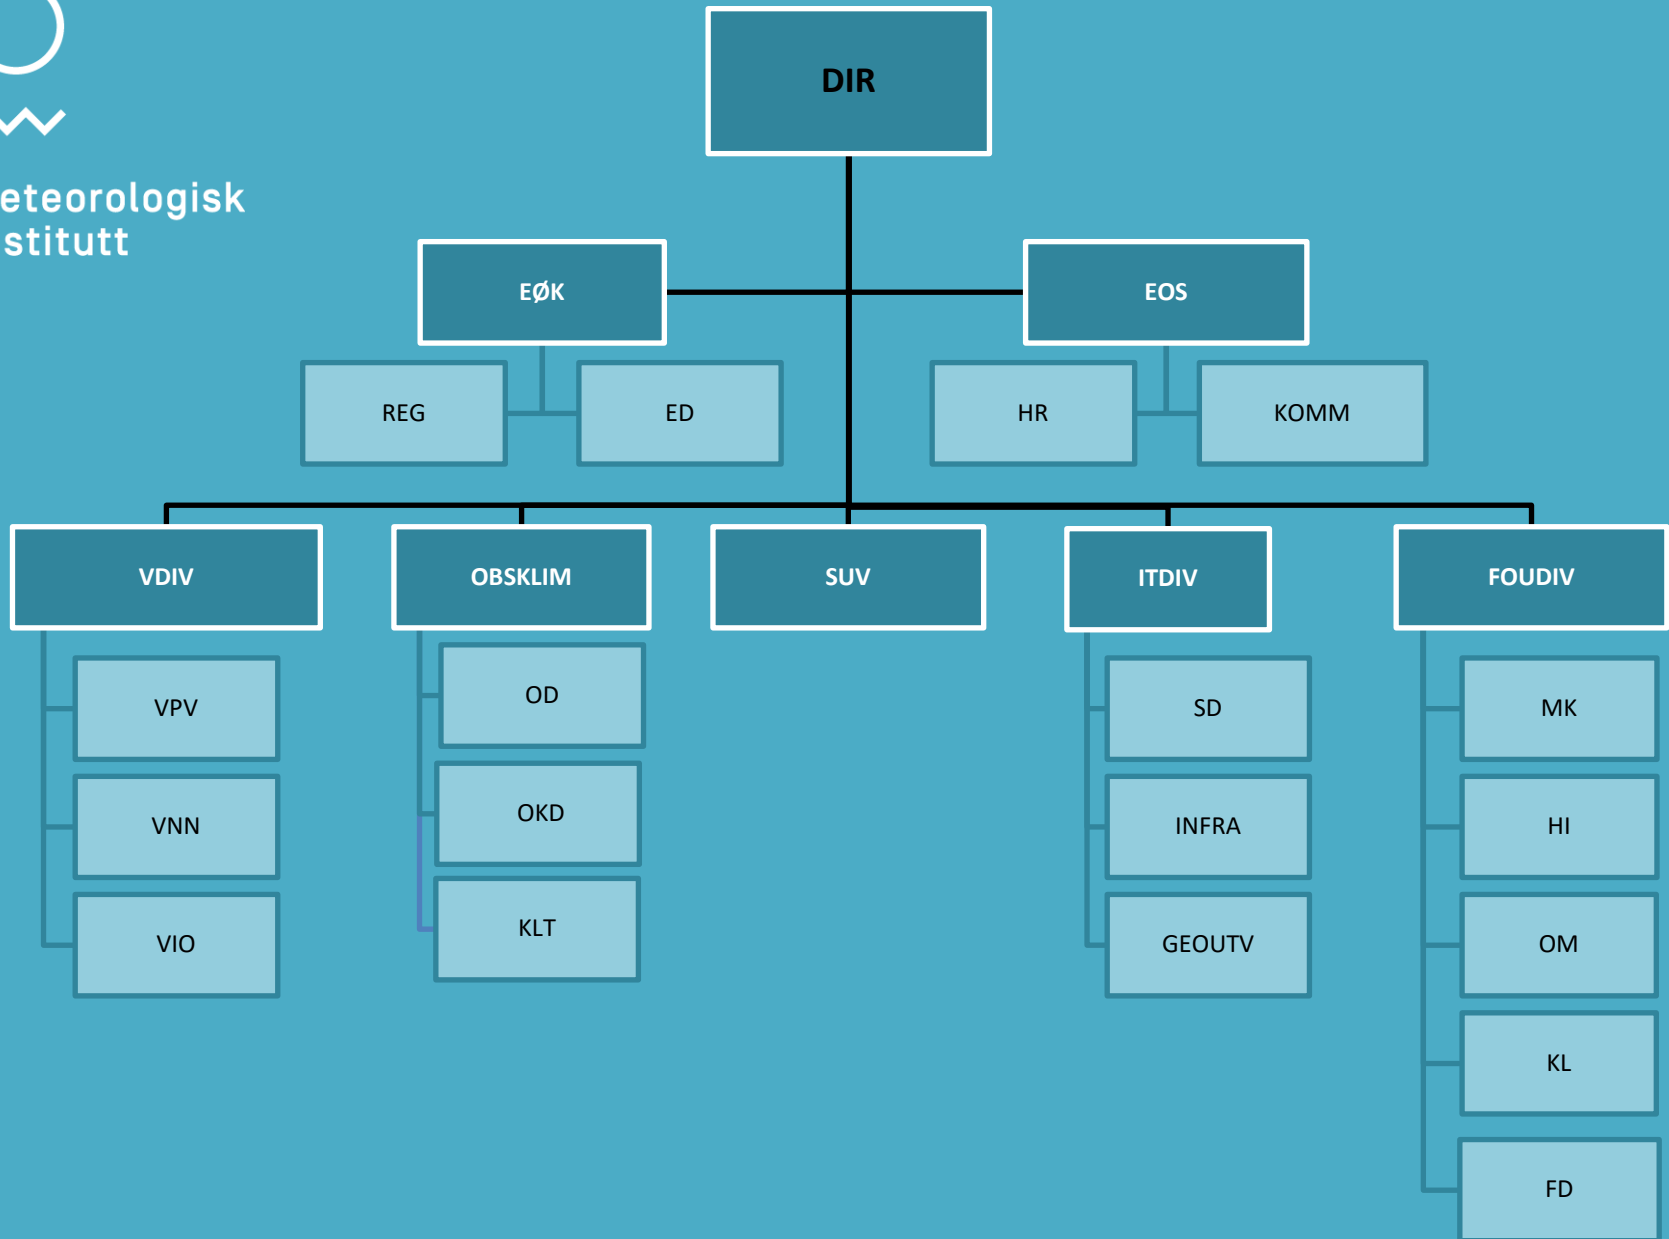 DIR
eteorologisk
stitutt
EØK
EOS
REG
ED
HR
KOMM
VDIV
OBSKLIM
SUV
ITDIV
FOUDIV
VPV
OD
SD
MK
VNN
OKD
INFRA
HI
VIO
KLT
GEOUTV
OM
KL
FD